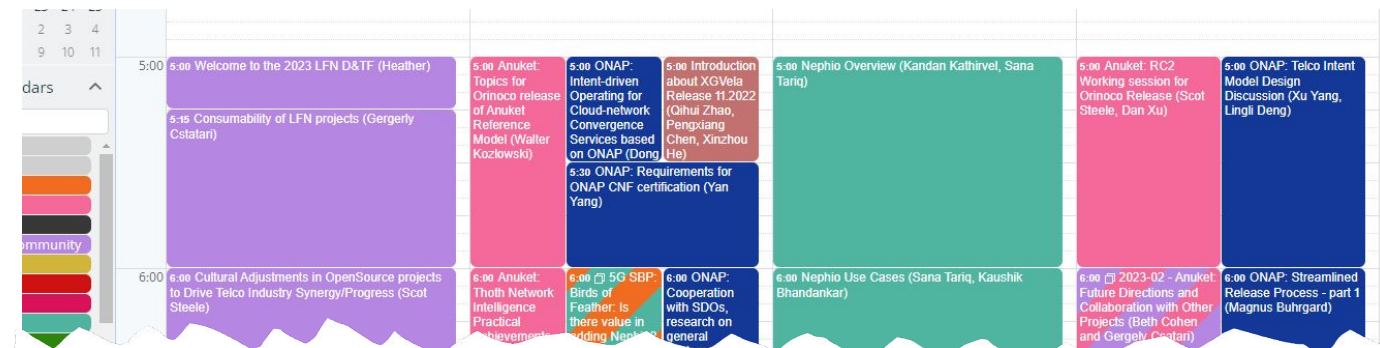 2 3 4
9 10 11
dars
ommunity
5:00
6:00
5:00 Welcome to the 2023 LFN D&TF (Heather)
5:15 Consumability of LFN projects (Gergerly
Cstatari)
6:00 Cultural Adjustments in OpenSource projects
to Drive Telco Industry Synergy/Progress (Scot
Steele)
5:00 Anuket:
Topics for
Orinoco release
of Anuket
Reference
Model (Walter
Kozlowski)
6:00 Anuket:
Thoth Network
Intelligence
Practical
Achievements
5:00 ONAP:
Intent-driven
Operating for
Cloud-network
Convergence
Services based
on ONAP (Dong
5:00 Introduction
about XGVela
Release 11.2022
(Qihui Zhao,
Pengxiang
Chen, Xinzhou
He)
5:30 ONAP: Requirements for
ONAP CNF certification (Yan
Yang)
6:00 5G SBP:
Birds of
Feather: Is
there value in
adding
6:00 ONAP:
Cooperation
with SDOs,
research on
general
5:00 Nephio Overview (Kandan Kathirvel, Sana
Tariq)
6:00 Nephio Use Cases (Sana Tariq, Kaushik
Bhandankar)
5:00 Anuket: RC2
Working session for
Orinoco Release (Scot
Steele, Dan Xu)
6:00 2023-02 - Anuket:
Future Directions and
Collaboration with Other
Projects (Beth Cohen
and Gergely Csatari)
5:00 ONAP: Telco Intent
Model Design
Discussion (Xu Yang,
Lingli Deng)
6:00 ONAP: Streamlined
Release Process - part 1
(Magnus Buhrgard)